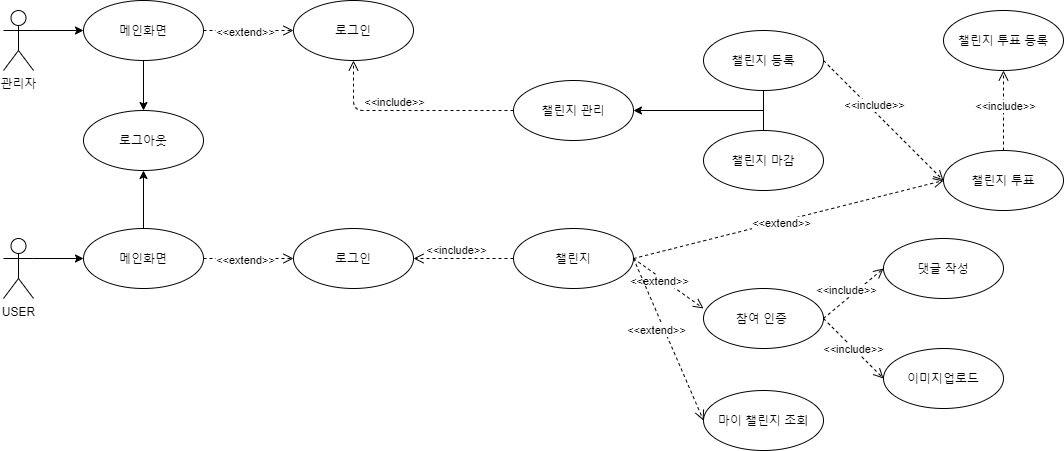 관리자
메인화면
<<extend>>
로그인
<<include>>
챌린지 관리
챌린지 등록
챌린지 마감
<<include>>
챌린지 투표 등록
<<include>>
챌린지 투표
로그아웃
USER
메인화면
<<extend>>
로그인
<<include>>
챌린지
<<extend>>
<<extend>>
<<extend>>
참여 인증
<<include>>
댓글 작성
<<include>>
이미지업로드
마이 챌린지 조회